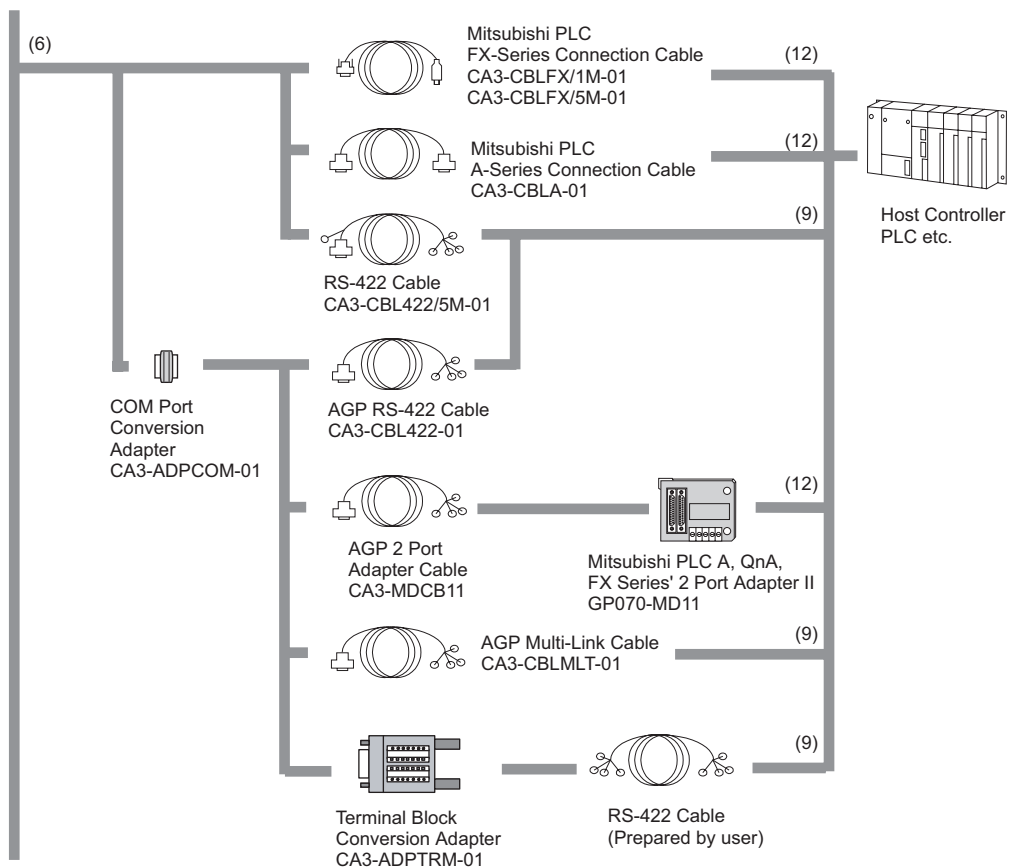 (6)
Mitsubishi PLC
FX-Series Connection Cable
CA3-CBLFX/1M-01
CA3-CBLFX/5M-01
(12)
Mitsubishi PLC
A-Series Connection Cable
CA3-CBLA-01
(12)
Host Controller
PLC etc.
(9)
RS-422 Cable
CA3-CBL422/5M-01
COM Port
Conversion
Adapter
CA3-ADPCOM-01
AGP RS-422 Cable
CA3-CBL422-01
AGP 2 Port
Adapter Cable
CA3-MDCB11
(12)
Mitsubishi PLC A, QnA,
FX Series' 2 Port Adapter II
GP070-MD11
AGP Multi-Link Cable
CA3-CBLMLT-01
(9)
Terminal Block
Conversion Adapter
CA3-ADPTRM-01
(9)
RS-422 Cable
(Prepared by user)